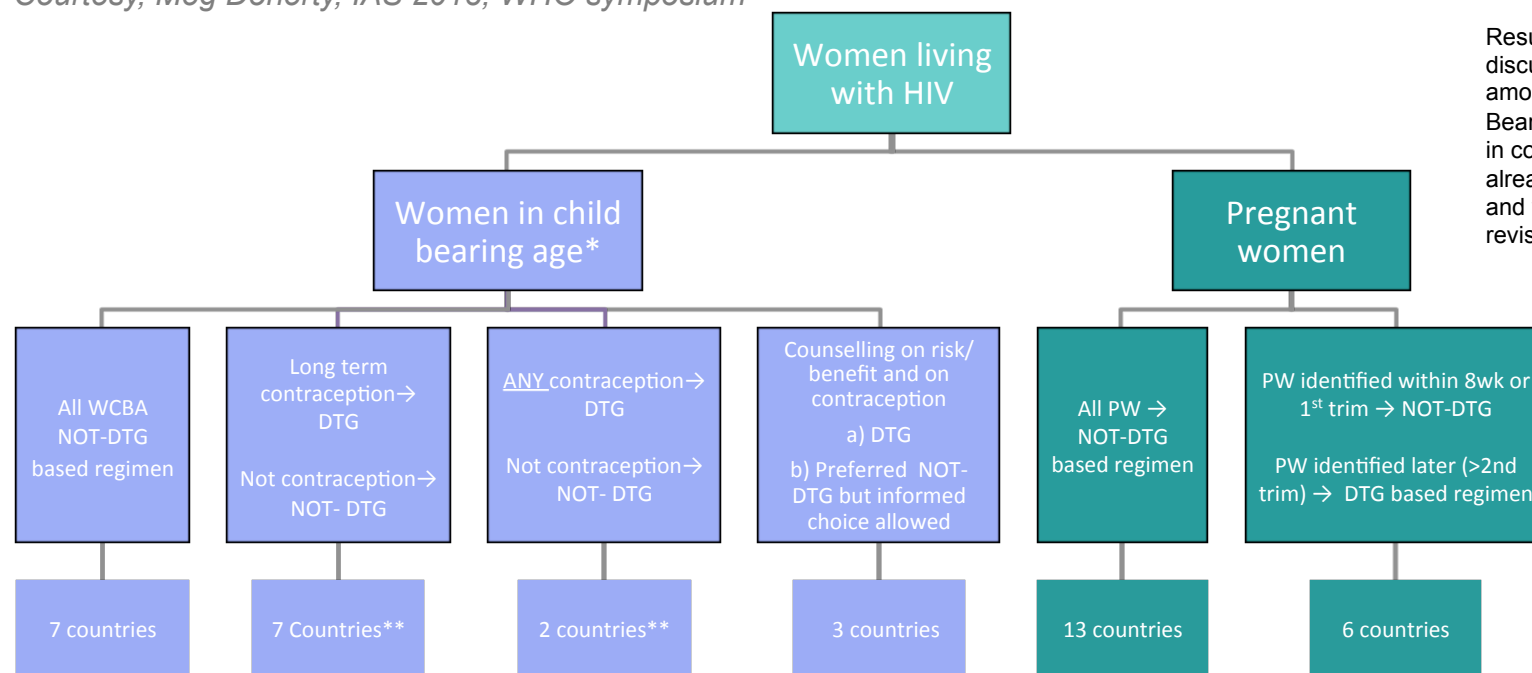 Women living
with HIV
Women in child
bearing age*
Pregnant
women
All WCBA
NOT-DTG
based regimen
Long term
contraception→
DTG
Not contraception→
NOT- DTG
ANY contraception→
DTG
Not contraception→
NOT- DTG
Counselling on risk/
benefit and on
contraception
a) DTG
b) Preferred NOT-
DTG but informed
choice allowed
All PW →
NOT-DTG
based regimen
PW identified within 8wk or
1st trim → NOT-DTG
PW identified later (>2nd
trim) → DTG based regimen
7 countries
7 Countries**
2 countries**
3 countries
13 countries
6 countries
and